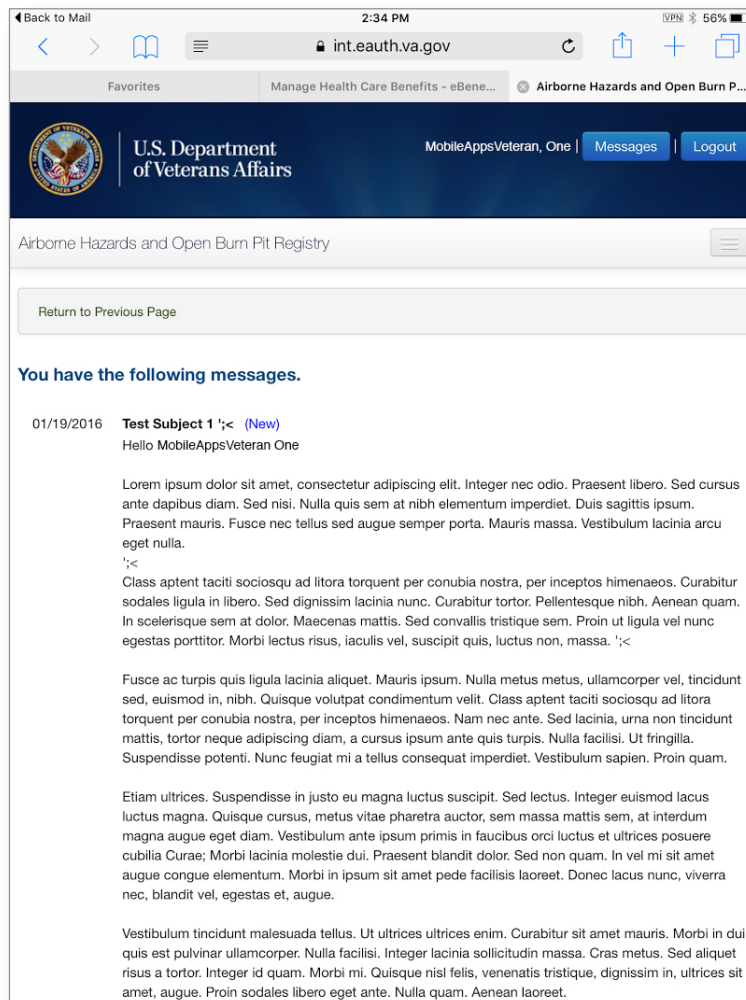 Back to Mail 2:34 PM VPN 56%
int.eauth.va.gov
Favorites Manage Health Care Benefits - eBene... Airborne Hazards and Open Burn P...
U.S. Department
of Veterans Affairs
MobileAppsVeteran, One | Messages | Logout
Airborne Hazards and Open Burn Pit Registry
Return to Previous Page
You have the following messages.
01/19/2016 Test Subject 1 ';< (New)
Hello MobileAppsVeteran One
Lorem ipsum dolor sit amet, consectetur adipiscing elit. Integer nec odio. Praesent libero. Sed cursus
ante dapibus diam. Sed nisi. Nulla quis sem at nibh elementum imperdiet. Duis sagittis ipsum.
Praesent mauris. Fusce nec tellus sed augue semper porta. Mauris massa. Vestibulum lacinia arcu
eget nulla.
';<
Class aptent taciti sociosqu ad litora torquent per conubia nostra, per inceptos himenaeos. Curabitur
sodales ligula in libero. Sed dignissim lacinia nunc. Curabitur tortor. Pellentesque nibh. Aenean quam.
In scelerisque sem at dolor. Maecenas mattis. Sed convallis tristique sem. Proin ut ligula vel nunc
egestas porttitor. Morbi lectus risus, iaculis vel, suscipit quis, luctus non, massa. ';<
Fusce ac turpis quis ligula lacinia aliquet. Mauris ipsum. Nulla metus metus, ullamcorper vel, tincidunt
sed, euismod in, nibh. Quisque volutpat condimentum velit. Class aptent taciti sociosqu ad litora
torquent per conubia nostra, per inceptos himenaeos. Nam nec ante. Sed lacinia, urna non tincidunt
mattis, tortor neque adipiscing diam, a cursus ipsum ante quis turpis. Nulla facilisi. Ut fringilla.
Suspendisse potenti. Nunc feugiat mi a tellus consequat imperdiet. Vestibulum sapien. Proin quam.
Etiam ultrices. Suspendisse in justo eu magna luctus suscipit. Sed lectus. Integer euismod lacus
luctus magna. Quisque cursus, metus vitae pharetra auctor, sem massa mattis sem, at interdum
magna augue eget diam. Vestibulum ante ipsum primis in faucibus orci luctus et ultrices posuere
cubilia Curae; Morbi lacinia molestie dui. Praesent blandit dolor. Sed non quam. In vel mi sit amet
augue congue elementum. Morbi in ipsum sit amet pede facilisis laoreet. Donec lacus nunc, viverra
nec, blandit vel, egestas et, augue.
Vestibulum tincidunt malesuada tellus. Ut ultrices ultrices enim. Curabitur sit amet mauris. Morbi in dui
quis est pulvinar ullamcorper. Nulla facilisi. Integer lacinia sollicitudin massa. Cras metus. Sed aliquet
risus a tortor. Integer id quam. Morbi mi. Quisque nisl felis, venenatis tristique, dignissim in, ultrices sit
amet, augue. Proin sodales libero eget ante. Nulla quam. Aenean laoreet.